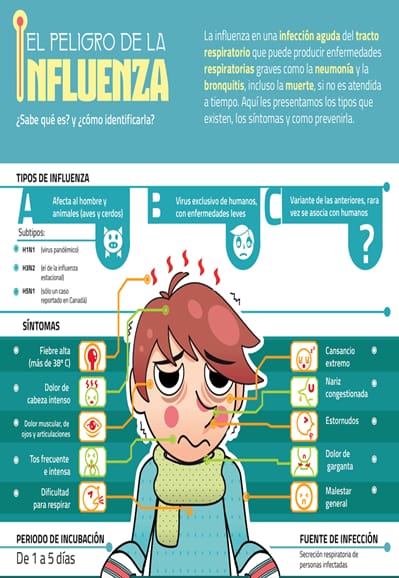 EL PELIGRO DE LA
INFLUENZA
¿Sabe qué es? y ¿cómo identificarla?
La influenza en una infección aguda del tracto
respiratorio que puede producir enfermedades
respiratorias graves como la neumonía y la
bronquitis, incluso la muerte, si no es atendida
a tiempo. Aquí les presentamos los tipos que
existen, los síntomas y como prevenirla.
TIPOS DE INFLUENZA
A
Afecta al hombre y
animales (aves y cerdos)
B
Virus exclusivo de humanos,
con enfermedades leves
C
Variante de las anteriores, rara
vez se asocia con humanos
?
Subtipos:
H1N1 (virus pandémico)
H3N2 (el de la influenza
estacional)
H5N1 (sólo un caso
reportado en Canadá)
SÍNTOMAS
Fiebre alta
(más de 38º C)
Dolor de
cabeza intenso
Dolor muscular, de
ojos y articulaciones
Tos frecuente
e intensa
Dificultad
para respirar
Cansancio
extremo
Nariz
congestionada
Estornudos
Dolor de
garganta
Malestar
general
PERIODO DE INCUBACIÓN
De 1 a 5 días
FUENTE DE INFECCIÓN
Secreción respiratoria de
personas infectadas